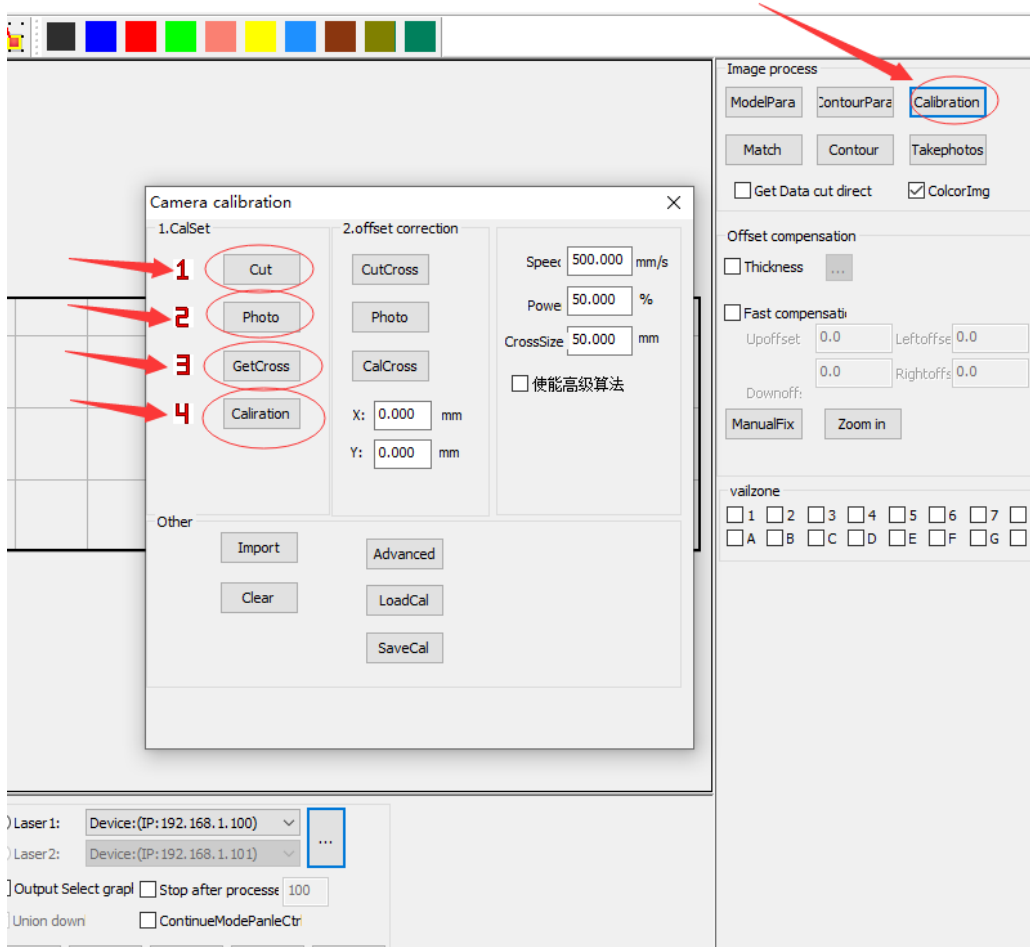 Image process
ModelPara
ContourPara
Calibration
Match
Contour
Takephotos
Get Data cut direct
ColcorImg
Camera calibration
1.CalSet
1
Cut
2
Photo
3
GetCross
4
Caliration
2.offset correction
CutCross
Photo
CalCross
X: 0.000 mm
Y: 0.000 mm
Speec 500.000 mm/s
Powe 50.000 %
CrossSize 50.000 mm
使能高级算法
Other
Import
Advanced
Clear
LoadCal
SaveCal
Offset compensation
Thickness
...
Fast compensati
Upoffset 0.0 Leftoffse 0.0
0.0 Rightoffs 0.0
Downoff:
ManualFix
Zoom in
vailzone
1 2 3 4 5 6 7
A B C D E F G
Laser1: Device:(IP:192.168.1.100)
...
Laser2: Device:(IP:192.168.1.101)
Output Select grapl Stop after processe 100
Union down ContinueModePanleCtr